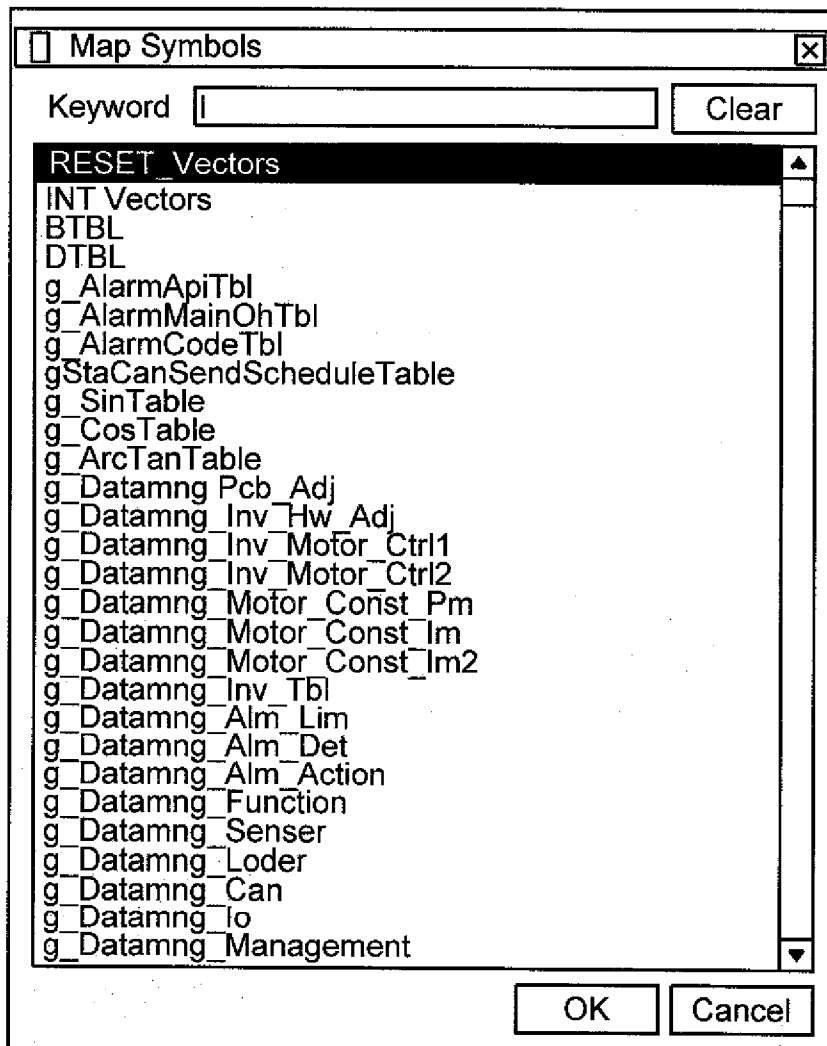 Map Symbols
Keyword Clear
RESET_Vectors
INT Vectors
BTBL
DTBL
g_AlarmApiTbl
g_AlarmMainOhTbl
g_AlarmCodeTbl
gStaCanSendScheduleTable
g_SinTable
g_CosTable
g_ArcTanTable
g_Datamng Pcb_Adj
g_Datamng_Inv_Hw_Adj
g_Datamng_Inv_Motor_Ctrl1
g_Datamng_Inv_Motor_Ctrl2
g_Datamng_Motor_Const_Pm
g_Datamng_Motor_Const_Im
g_Datamng_Motor_Const_Im2
g_Datamng_Inv_Tbl
g_Datamng_Alm_Lim
g_Datamng_Alm_Det
g_Datamng_Alm_Action
g_Datamng_Function
g_Datamng_Senser
g_Datamng_Loder
g_Datamng_Can
g_Datamng_Io
g_Datamng_Management
OK Cancel